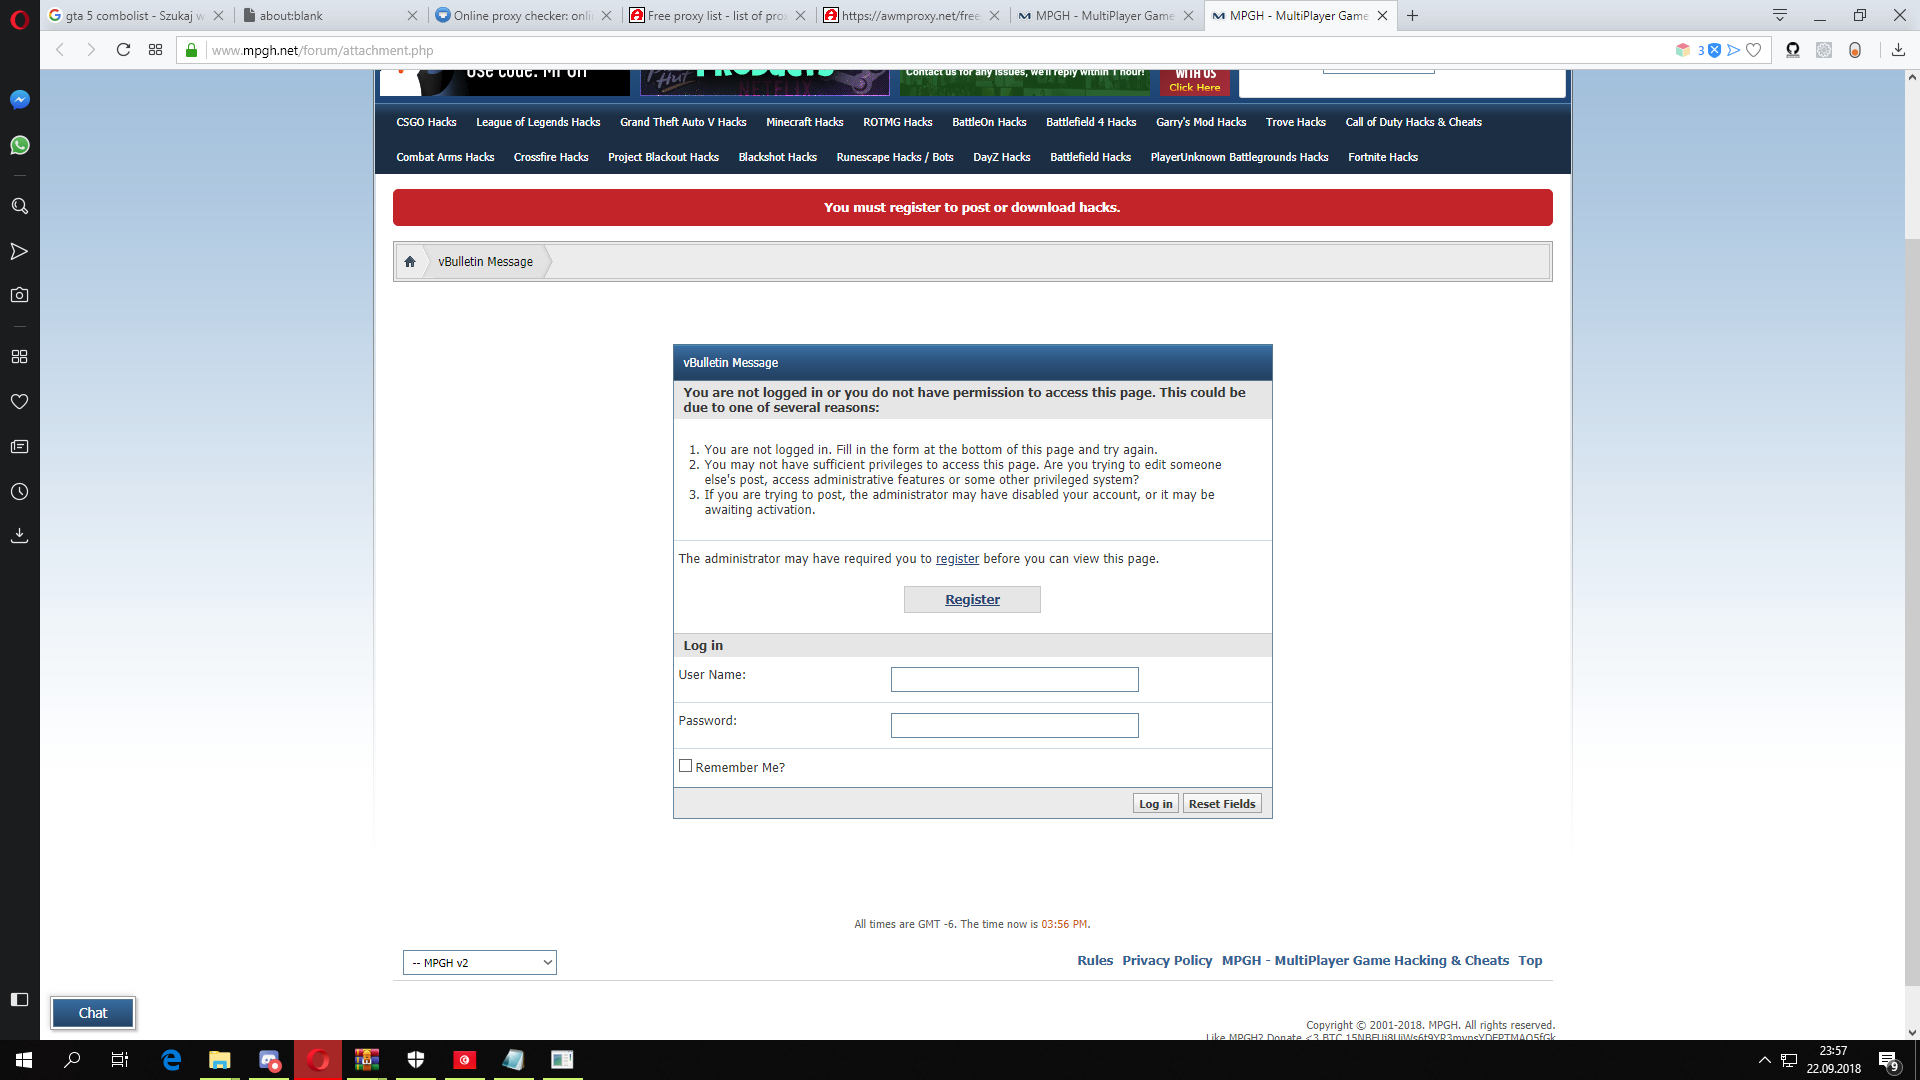 gta 5 combolist - Szukaj w
about:blank
Online proxy checker: onli
Free proxy list - list of pro
https://awmproxy.net/free
MPGH - MultiPlayer Game
MPGH - MultiPlayer Game
www.mpgh.net/forum/attachment.php
3
PRODUCTS
Contact us for any issues, we'll reply within 1 hour!
WITH US
Click Here
Hut
NETFLIX
CSGO Hacks League of Legends Hacks Grand Theft Auto V Hacks Minecraft Hacks ROTMG Hacks BattleOn Hacks Battlefield 4 Hacks Garry's Mod Hacks Trove Hacks Call of Duty Hacks & Cheats
Combat Arms Hacks Crossfire Hacks Project Blackout Hacks Blackshot Hacks Runescape Hacks / Bots DayZ Hacks Battlefield Hacks PlayerUnknown Battlegrounds Hacks Fortnite Hacks
You must register to post or download hacks.
vBulletin Message
vBulletin Message
You are not logged in or you do not have permission to access this page. This could be
due to one of several reasons:
1. You are not logged in. Fill in the form at the bottom of this page and try again.
2. You may not have sufficient privileges to access this page. Are you trying to edit someone
else's post, access administrative features or some other privileged system?
3. If you are trying to post, the administrator may have disabled your account, or it may be
awaiting activation.
The administrator may have required you to register before you can view this page.
Register
Log in
User Name:
Password:
Remember Me?
Log in Reset Fields
All times are GMT -6. The time now is 03:56 PM.
-- MPGH v2
Rules Privacy Policy MPGH - MultiPlayer Game Hacking & Cheats Top
Chat
Copyright © 2001-2018. MPGH. All rights reserved.
Like MPGH? Donate <3 BTC
23:57
22.09.2018
9